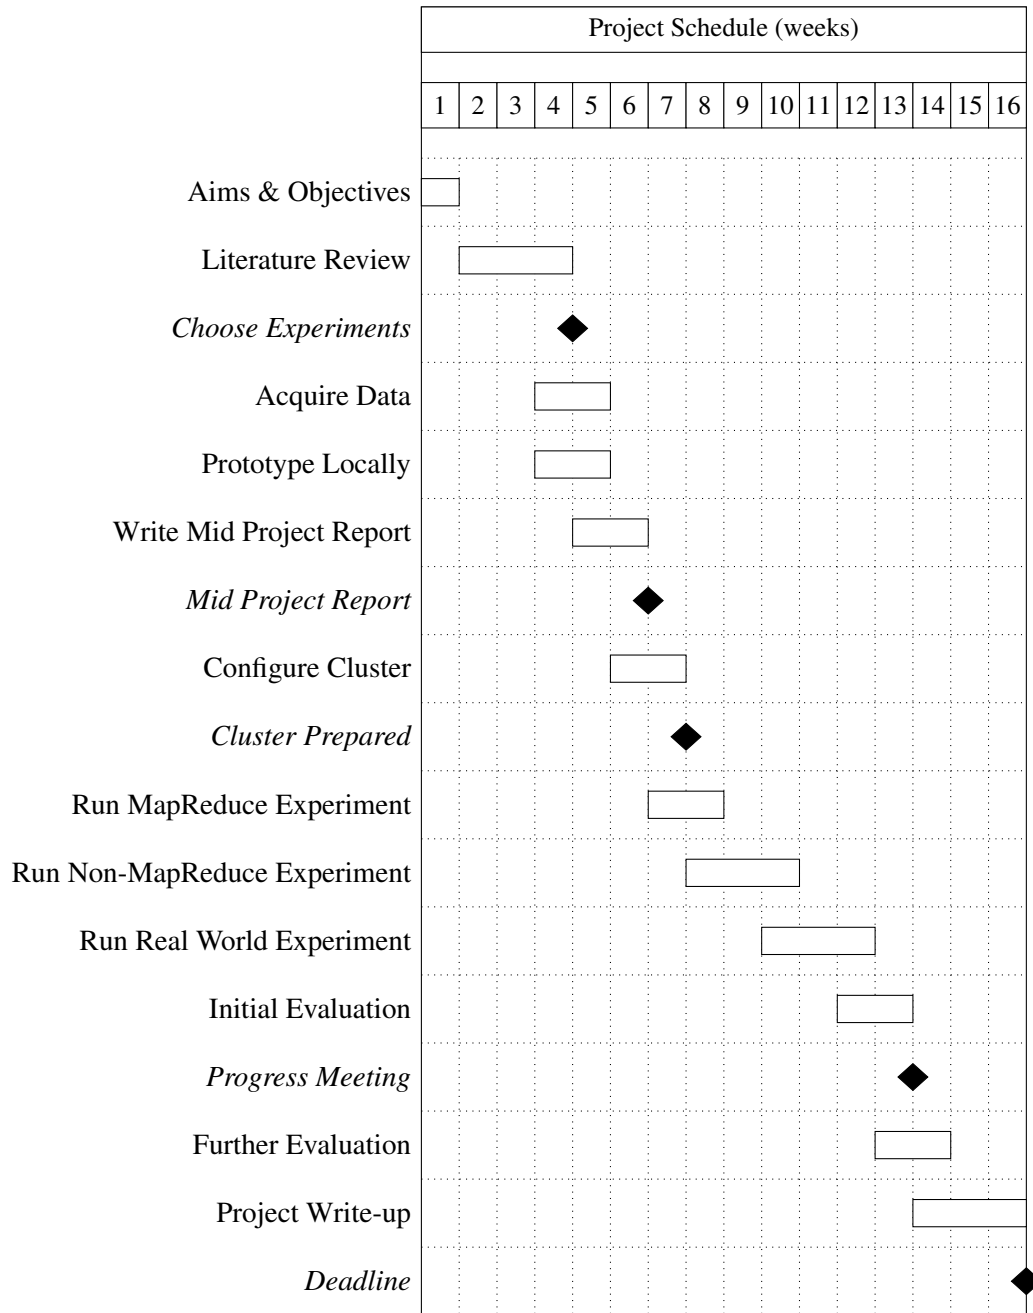 Project Schedule (weeks)
1 2 3 4 5 6 7 8 9 10 11 12 13 14 15 16
Aims & Objectives
Literature Review
Choose Experiments
Acquire Data
Prototype Locally
Write Mid Project Report
Mid Project Report
Configure Cluster
Cluster Prepared
Run MapReduce Experiment
Run Non-MapReduce Experiment
Run Real World Experiment
Initial Evaluation
Progress Meeting
Further Evaluation
Project Write-up
Deadline